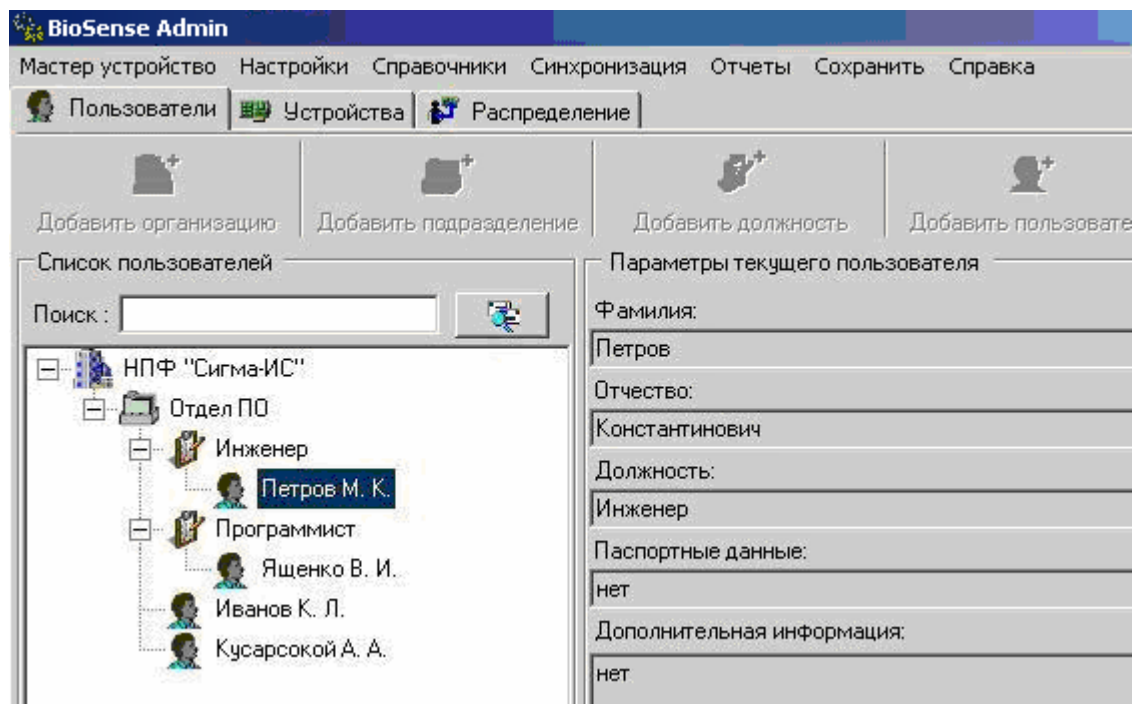 BioSense Admin
Мастер устройство Настройки Справочники Синхронизация Отчеты Сохранить Справка
Пользователи Устройства Распределение
Добавить организацию Добавить подразделение Добавить должность Добавить пользовате
Список пользователей
Поиск :
НПФ "Сигма-ИС"
Отдел ПО
Инженер
Петров М. К.
Программист
Ященко В. И.
Иванов К. Л.
Кусарсокой А. А.
Параметры текущего пользователя
Фамилия:
Петров
Отчество:
Константинович
Должность:
Инженер
Паспортные данные:
нет
Дополнительная информация:
нет